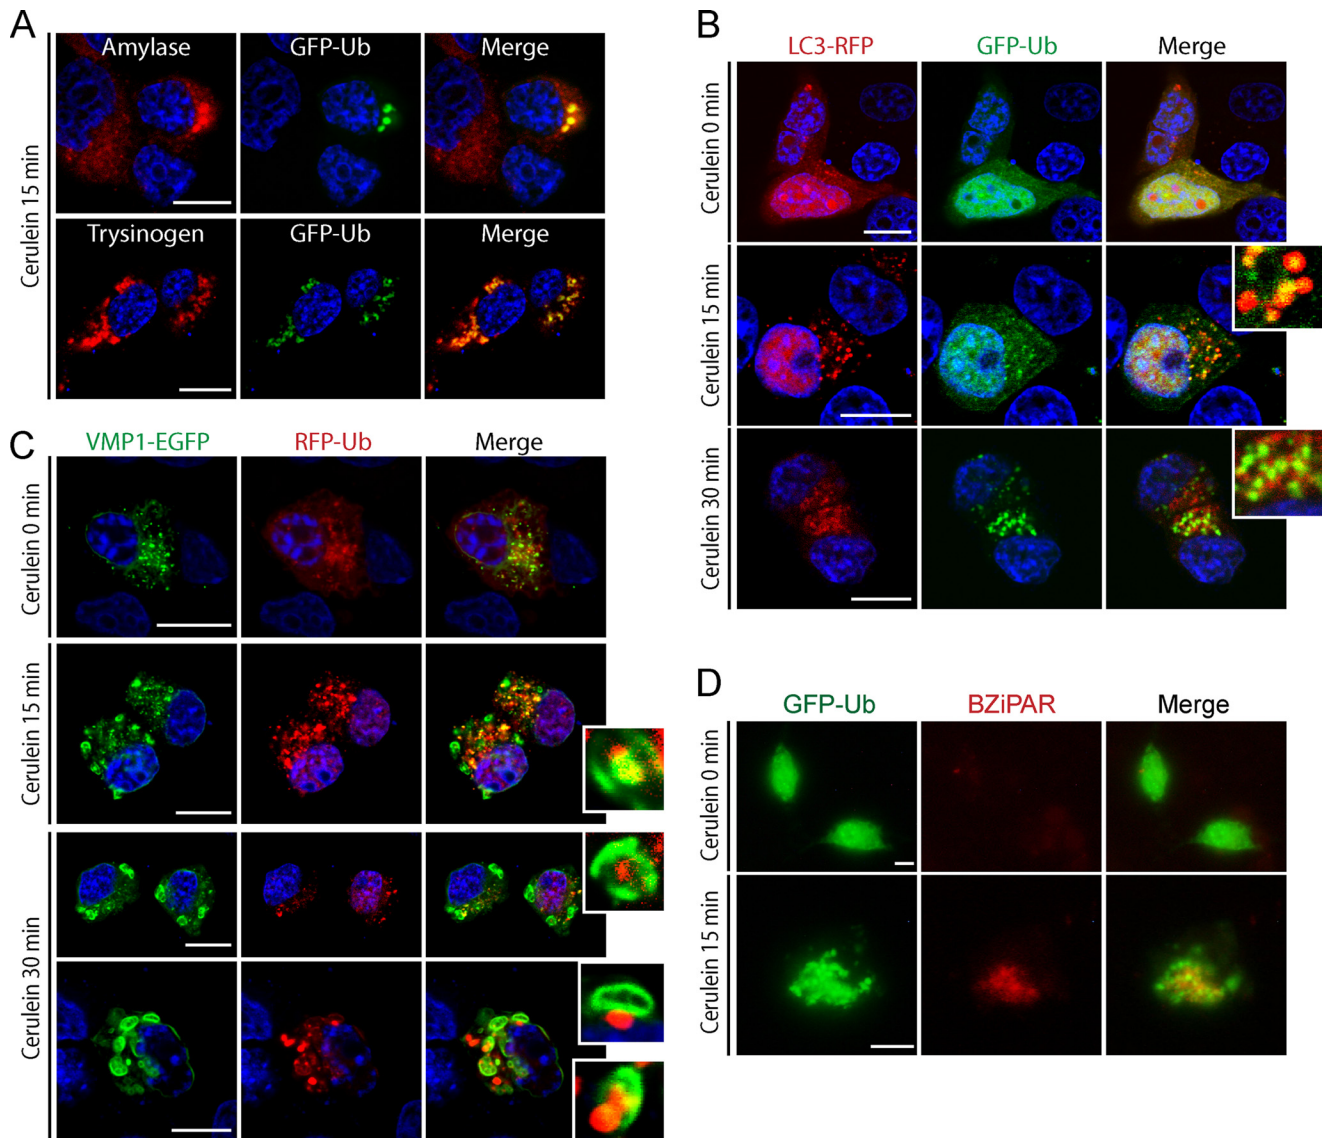 A
Amylase GFP-Ub Merge
Cerulein 15 min
Trysinogen GFP-Ub Merge
B
LC3-RFP GFP-Ub Merge
Cerulein 0 min
Cerulein 15 min
Cerulein 30 min
C
VMP1-EGFP RFP-Ub Merge
Cerulein 0 min
Cerulein 15 min
Cerulein 30 min
D
GFP-Ub BZiPAR Merge
Cerulein 0 min
Cerulein 15 min